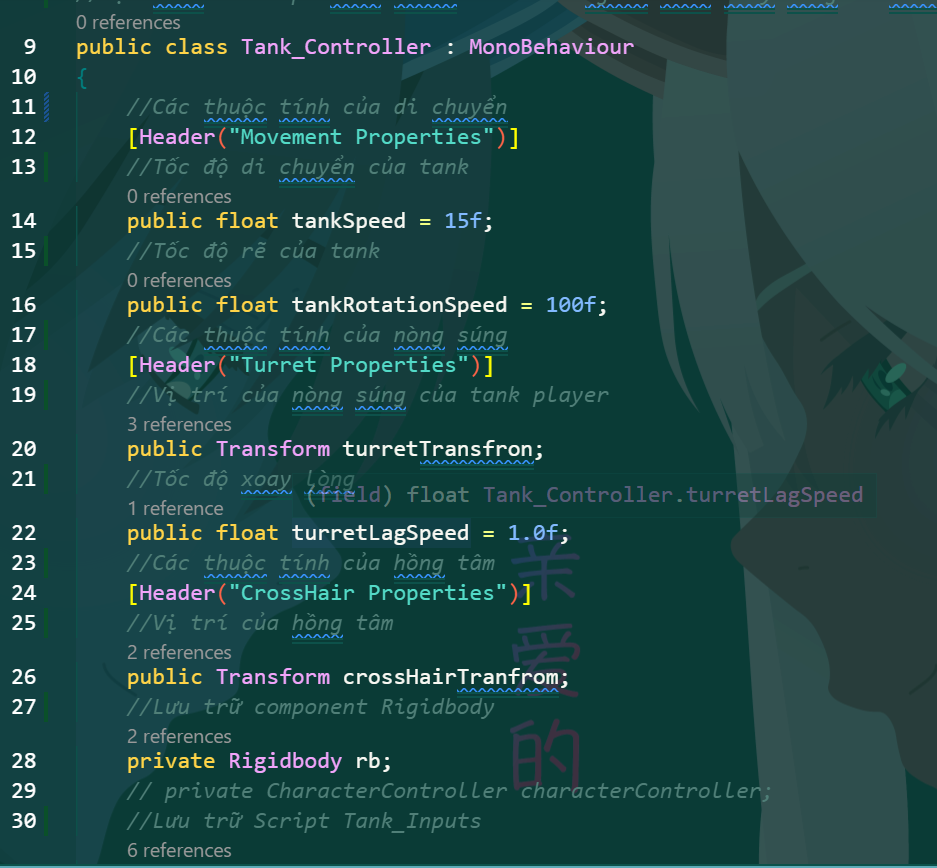 0 references
9 public class Tank_Controller : MonoBehaviour
10 {
11 //Các thuộc tính của di chuyển
12 [Header("Movement Properties")]
13 //Tốc độ di chuyển của tank
0 references
14 public float tankSpeed = 15f;
15 //Tốc độ rẽ của tank
0 references
16 public float tankRotationSpeed = 100f;
17 //Các thuộc tính của nòng súng
18 [Header("Turret Properties")]
19 //Vị trí của nòng súng của tank player
3 references
20 public Transform turretTransfron;
21 //Tốc độ xoay lòng
(field) float Tank_Controller.turretLagSpeed
1 reference
22 public float turretLagSpeed = 1.0f;
23 //Các thuộc tính của hồng tâm
24 [Header("CrossHair Properties")]
25 //Vị trí của hồng tâm
2 references
26 public Transform crossHairTranfrom;
27 //Lưu trữ component Rigidbody
2 references
28 private Rigidbody rb;
29 // private CharacterController characterController;
30 //Lưu trữ Script Tank_Inputs
6 references
亲爱的